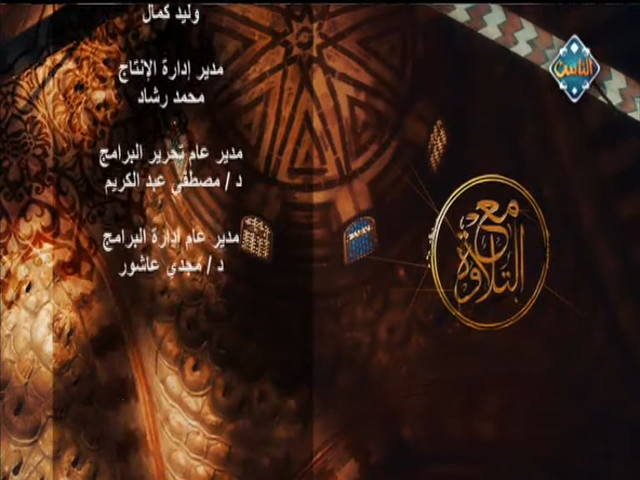 وليد كمال
الناس
مدير إدارة الإنتاج
محمد رشاد
مدير عام تحرير البرامج
د / مصطفي عبد الكريم
مع
التلاوة
مدير عام إدارة البرامج
د / مجدي عاشور